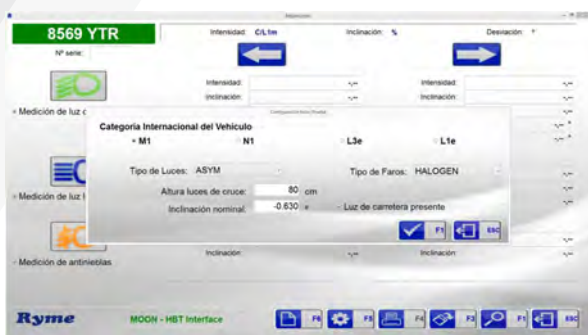 8569 YTR
Intensidad: C/L1m
Inclinación: %
Desviación: °
Nº serie:
Intensidad: -,-- Intensidad: -,--
Inclinación: -,-- Inclinación: -,--
Medición de luz
Categoría Internacional del Vehículo
M1 N1 L3e L1e
Tipo de Luces: ASYM
Tipo de Faros: HALOGEN
Altura luces de cruce: 80 cm
Inclinación nominal: -0.630
Luz de carretera presente
F1 ESC
Medición de luz
Inclinación: -,-- Inclinación: -,--
Medición de antinieblas
Ryme MOON - HBT Interface
F6 F5 F4 F3 F1 ESC